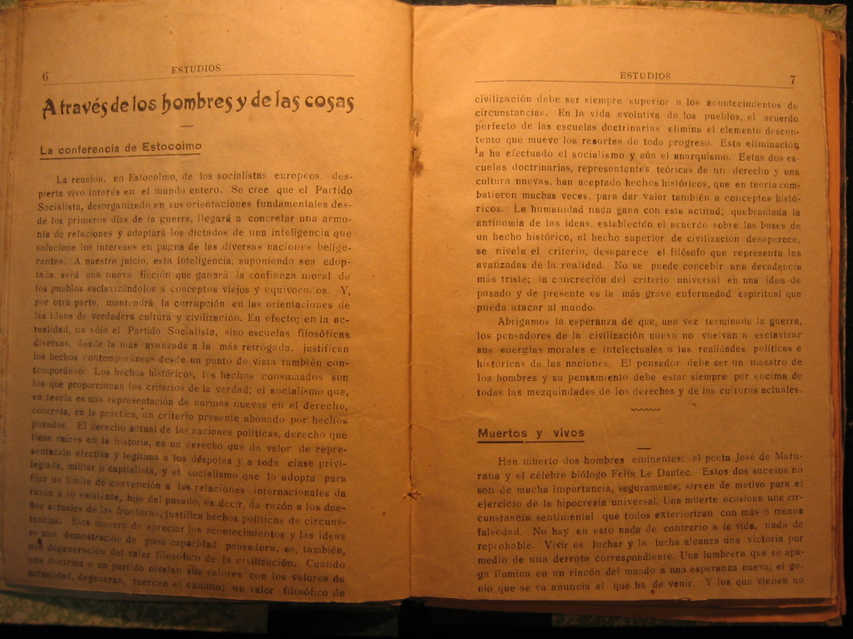 6
ESTUDIOS
A través de los hombres y de las cosas
La conferencia de Estocolmo
La reunión, en Estocolmo, de los socialistas europeos, des-
pierta vivo interés en el mundo entero. Se cree que el Partido
Socialista, desorganizado en sus orientaciones fundamentales des-
de los primeros días de la guerra, llegará a concretar una armo-
nía de relaciones y adoptará los dictados de una inteligencia que
solucione los intereses en pugna de las diversas naciones belige-
rantes. A nuestro juicio, esta inteligencia, suponiendo sea adop-
tada, será una nueva ficción que ganará la confianza moral de
los pueblos esclavizándolos a conceptos viejos y equivocados. Y,
por otra parte, mantendrá la corrupción en las orientaciones de
las ideas de verdadera cultura y civilización. En efecto; en la ac-
tualidad, no sólo el Partido Socialista, sino escuelas filosóficas
diversas, desde la más avanzada a la más retrógada, justifican
los hechos contemporáneos desde un punto de vista también con-
temporáneo. Los hechos históricos, los hechos consumados son
los que proporcionan los criterios de la verdad; el socialismo que,
en teoría es una representación de normas nuevas en el derecho,
concreta, en la práctica, un criterio presente abonado por hechos
pasados. El derecho actual de las naciones políticas, derecho que
tiene raíces en la historia, es un derecho que da valor de repre-
sentación efectiva y legítima a los déspotas y a toda clase privi-
legiada, militar o capitalista, y el socialismo que lo adopta para
fijar un límite de convención a las relaciones internacionales da
razón a lo existente, hijo del pasado, es decir, da razón a los due-
ños actuales de las fronteras, justifica hechos políticos de circuns-
tancias. Esta manera de apreciar los acontecimientos y las ideas
es una demostración de poca capacidad pensadora, es, también,
una degeneración del valor filosófico de la civilización. Cuando
una doctrina o un partido nivelan sus valores con los valores de
actualidad, degeneran, tuercen el camino; un valor filosófico de
ESTUDIOS
7
civilización debe ser siempre superior a los acontecimientos de
circunstancias. En la vida evolutiva de los pueblos, el acuerdo
perfecto de las escuelas doctrinarias elimina el elemento descon-
tento que mueve los resortes de todo progreso. Esta eliminación
la ha efectuado el socialismo y aún el anarquismo. Estas dos es-
cuelas doctrinarias, representantes teóricas de un derecho y una
cultura nuevas, han aceptado hechos históricos, que en teoría com-
batieron muchas veces, para dar valor también a conceptos histó-
ricos. La humanidad nada gana con esta actitud; quebrantada la
antinomia de las ideas, establecido el acuerdo sobre las bases de
un hecho histórico, el hecho superior de civilización desaparece,
se nivela el criterio, desaparece el filósofo que representa las
avanzadas de la realidad. No se puede concebir una decadencia
más triste; la concreción del criterio universal en una idea de
pasado y de presente es la más grave enfermedad espiritual que
pueda atacar al mundo.
Abrigamos la esperanza de que, una vez terminada la guerra,
los pensadores de la civilización nueva no vuelvan a esclavizar
sus energías morales e intelectuales a las realidades políticas e
históricas de las naciones. El pensador debe ser un maestro de
los hombres y su pensamiento debe estar siempre por encima de
todas las mezquindades de los derechos y de las culturas actuales.
Muertos y vivos
Han muerto dos hombres eminentes: el poeta José de Matu-
rana y el célebre biólogo Felix Le Dantec. Estos dos sucesos no
son de mucha importancia, seguramente; sirven de motivo para el
ejercicio de la hipocresía universal. Una muerte ocasiona una cir-
cunstancia sentimental que todos exteriorizan con más o menos
falsedad. No hay en esto nada de contrario a la vida, nada de
reprobable. Vivir es luchar y la lucha alcanza una victoria por
medio de una derrota correspondiente. Una lumbrera que se apa-
ga ilumina en un rincón del mundo a una esperanza nueva; el ge-
nio que se va anuncia al que ha de venir. Y los que vienen no